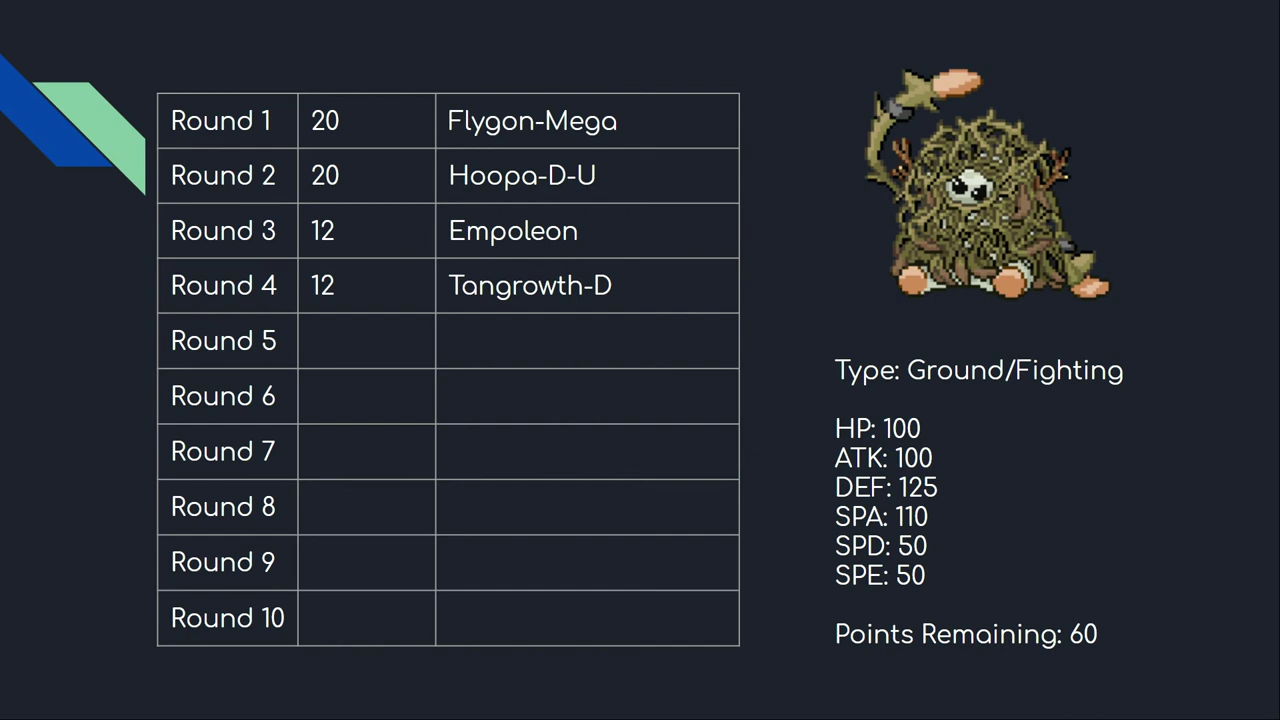 Round 1 20 Flygon-Mega
Round 2 20 Hoopa-D-U
Round 3 12 Empoleon
Round 4 12 Tangrowth-D
Round 5
Round 6
Round 7
Round 8
Round 9
Round 10
Type: Ground/Fighting
HP: 100
ATK: 100
DEF: 125
SPA: 110
SPD: 50
SPE: 50
Points Remaining: 60